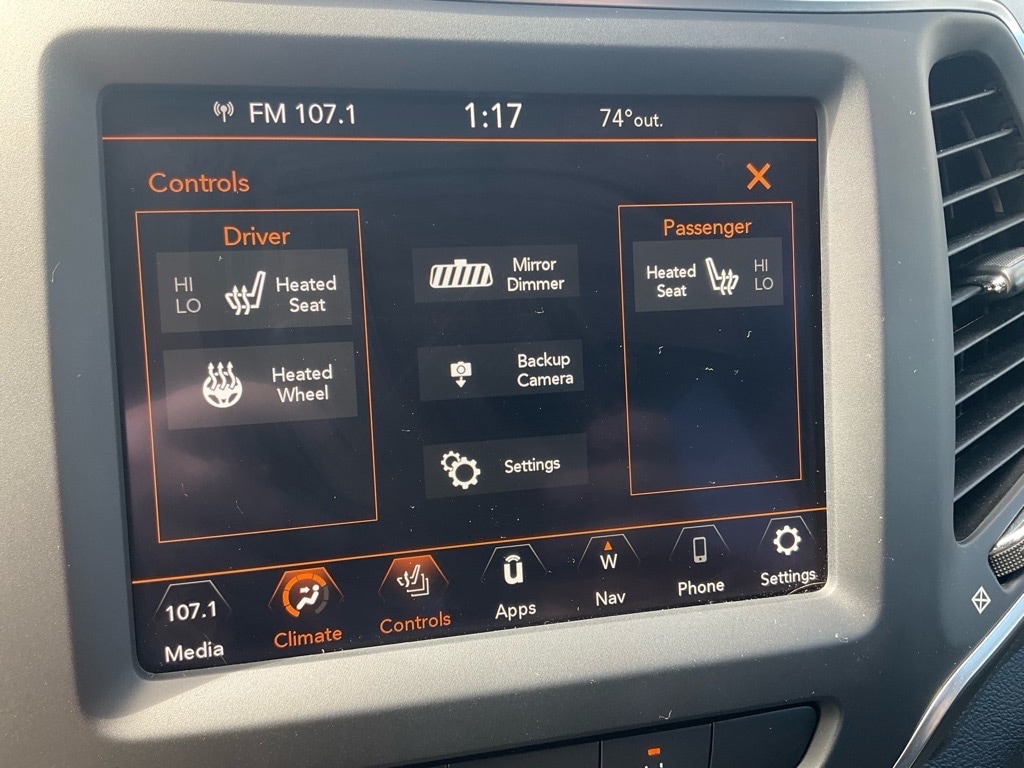 FM 107.1 1:17 74°out.
Controls X
Driver
HI
LO
Heated
Seat
Heated
Wheel
Mirror
Dimmer
Backup
Camera
Settings
Passenger
Heated
Seat
HI
LO
107.1
Media
Climate
Controls
Apps
W
Nav
Phone
Settings